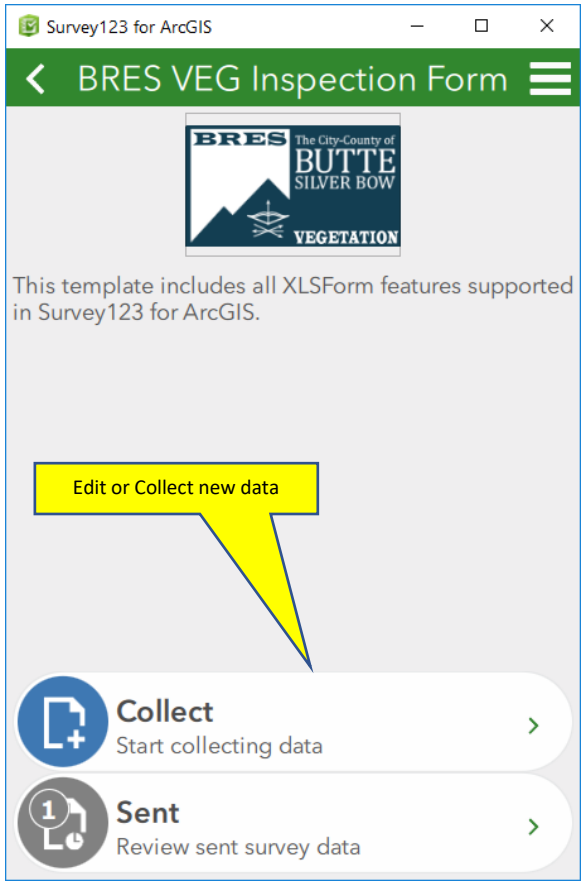 Survey123 for ArcGIS
BRES VEG Inspection Form
BRES
The City-County of
BUTTE
SILVER BOW
VEGETATION
This template includes all XLSForm features supported
in Survey123 for ArcGIS.
Edit or Collect new data
Collect
Start collecting data
1
Sent
Review sent survey data